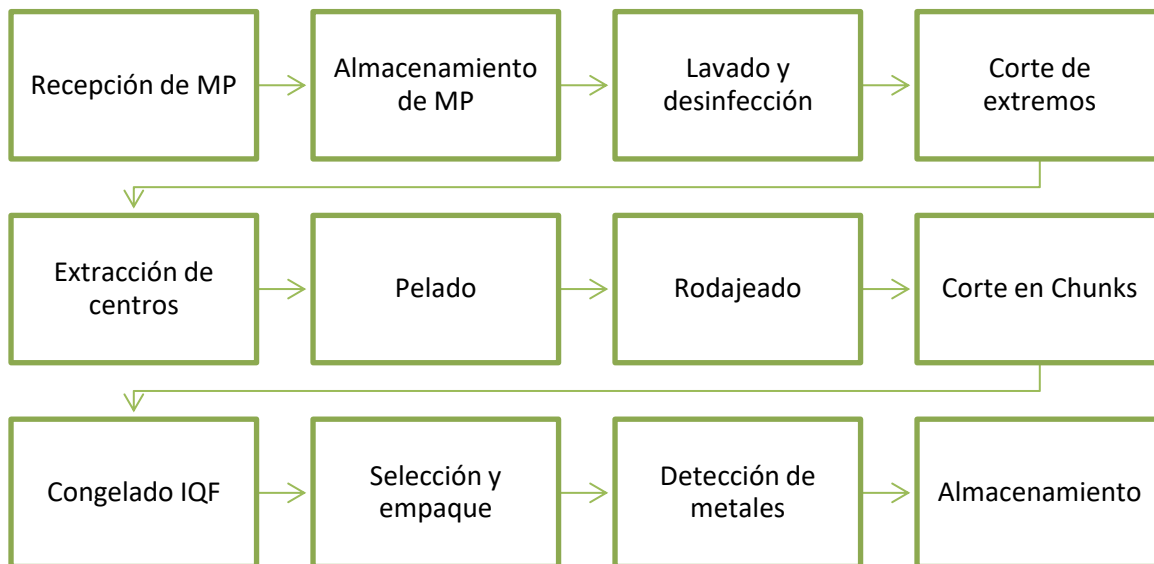 Recepción de MP
Almacenamiento
de MP
Lavado y
desinfección
Corte de
extremos
Extracción de
centros
Pelado
Rodajeado
Corte en Chunks
Congelado IQF
Selección y
empaque
Detección de
metales
Almacenamiento